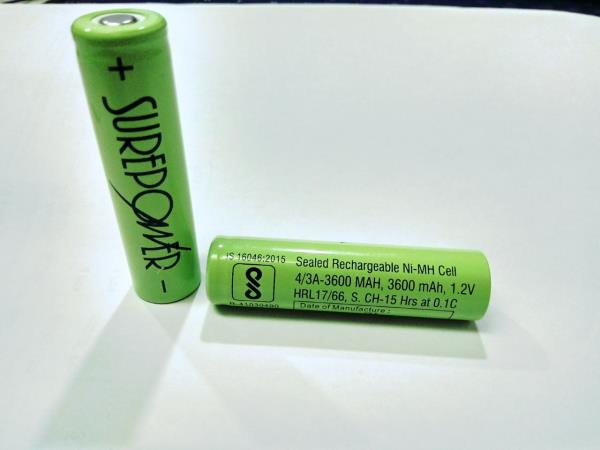 + SUREPOWER -
IS 16046:2015
Sealed Rechargeable Ni-MH Cell
4/3A-3600 MAH, 3600 mAh, 1.2V
HRL17/66, S. CH-15 Hrs at 0.1C
Date of Manufacture :